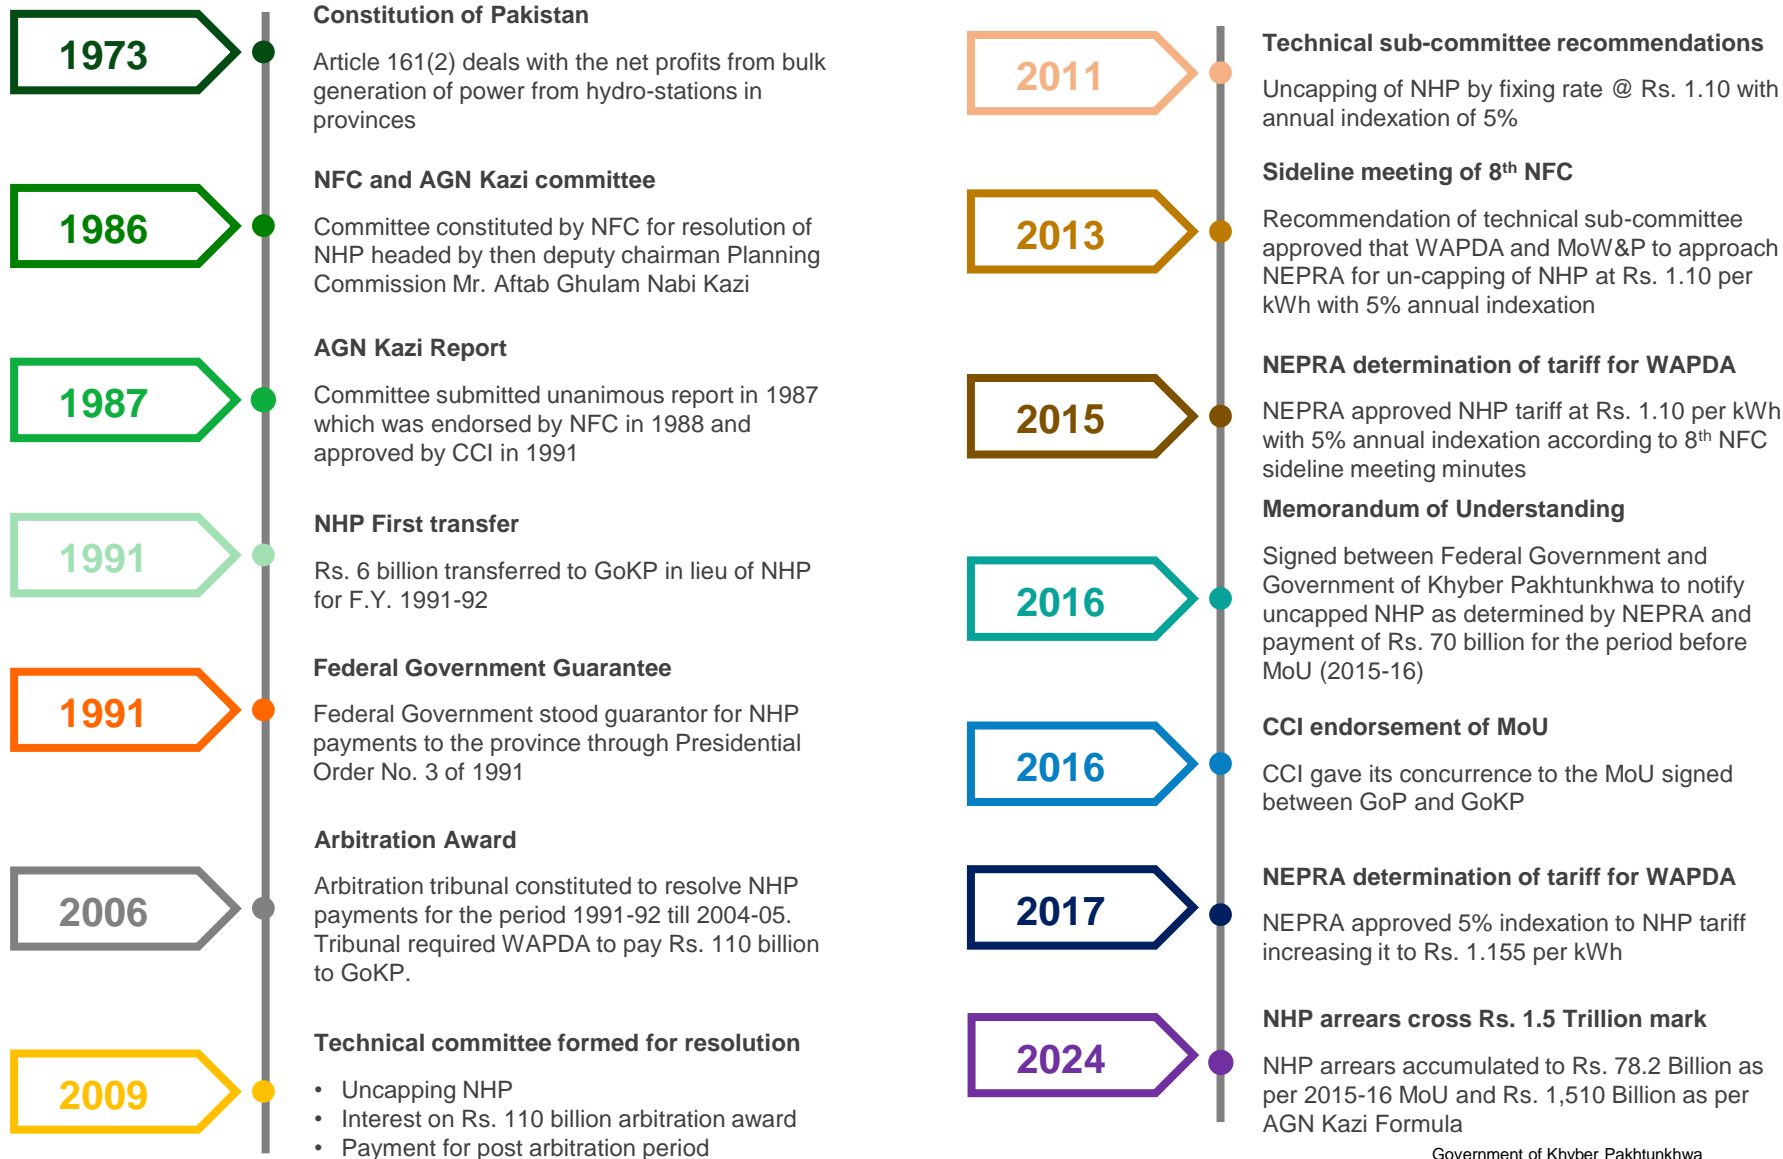 1973
Constitution of Pakistan
Article 161(2) deals with the net profits from bulk
generation of power from hydro-stations in
provinces
1986
NFC and AGN Kazi committee
Committee constituted by NFC for resolution of
NHP headed by then deputy chairman Planning
Commission Mr. Aftab Ghulam Nabi Kazi
1987
AGN Kazi Report
Committee submitted unanimous report in 1987
which was endorsed by NFC in 1988 and
approved by CCI in 1991
1991
NHP First transfer
Rs. 6 billion transferred to GoKP in lieu of NHP
for F.Y. 1991-92
1991
Federal Government Guarantee
Federal Government stood guarantor for NHP
payments to the province through Presidential
Order No. 3 of 1991
2006
Arbitration Award
Arbitration tribunal constituted to resolve NHP
payments for the period 1991-92 till 2004-05.
Tribunal required WAPDA to pay Rs. 110 billion
to GoKP.
2009
Technical committee formed for resolution
• Uncapping NHP
• Interest on Rs. 110 billion arbitration award
• Payment for post arbitration period
2011
Technical sub-committee recommendations
Uncapping of NHP by fixing rate @ Rs. 1.10 with
annual indexation of 5%
2013
Sideline meeting of 8th NFC
Recommendation of technical sub-committee
approved that WAPDA and MoW&P to approach
NEPRA for un-capping of NHP at Rs. 1.10 per
kWh with 5% annual indexation
2015
NEPRA determination of tariff for WAPDA
NEPRA approved NHP tariff at Rs. 1.10 per kWh
with 5% annual indexation according to 8th NFC
sideline meeting minutes
2016
Memorandum of Understanding
Signed between Federal Government and
Government of Khyber Pakhtunkhwa to notify
uncapped NHP as determined by NEPRA and
payment of Rs. 70 billion for the period before
MoU (2015-16)
2016
CCI endorsement of MoU
CCI gave its concurrence to the MoU signed
between GoP and GoKP
2017
NEPRA determination of tariff for WAPDA
NEPRA approved 5% indexation to NHP tariff
increasing it to Rs. 1.155 per kWh
2024
NHP arrears cross Rs. 1.5 Trillion mark
NHP arrears accumulated to Rs. 78.2 Billion as
per 2015-16 MoU and Rs. 1,510 Billion as per
AGN Kazi Formula
Government of Khyber Pakhtunkhwa